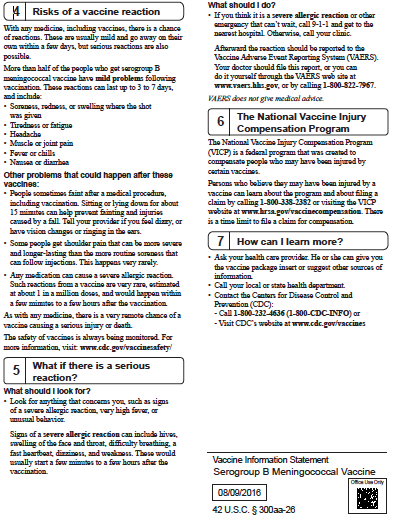 4 Risks of a vaccine reaction
With any medicine, including vaccines, there is a chance
of reactions. These are usually mild and go away on their
own within a few days, but serious reactions are also
possible.
More than half of the people who get serogroup B
meningococcal vaccine have mild problems following
vaccination. These reactions can last up to 3 to 7 days,
and include:
• Soreness, redness, or swelling where the shot
was given
• Tiredness or fatigue
• Headache
• Muscle or joint pain
• Fever or chills
• Nausea or diarrhea
Other problems that could happen after these
vaccines:
• People sometimes faint after a medical procedure,
including vaccination. Sitting or lying down for about
15 minutes can help prevent fainting and injuries
caused by a fall. Tell your provider if you feel dizzy, or
have vision changes or ringing in the ears.
• Some people get shoulder pain that can be more severe
and longer-lasting than the more routine soreness that
can follow injections. This happens very rarely.
• Any medication can cause a severe allergic reaction.
Such reactions from a vaccine are very rare, estimated
at about 1 in a million doses, and would happen within
a few minutes to a few hours after the vaccination.
As with any medicine, there is a very remote chance of a
vaccine causing a serious injury or death.
The safety of vaccines is always being monitored. For
more information, visit: www.cdc.gov/vaccinesafety/
5 What if there is a serious
reaction?
What should I look for?
• Look for anything that concerns you, such as signs
of a severe allergic reaction, very high fever, or
unusual behavior.
Signs of a severe allergic reaction can include hives,
swelling of the face and throat, difficulty breathing, a
fast heartbeat, dizziness, and weakness. These would
usually start a few minutes to a few hours after the
vaccination.
What should I do?
• If you think it is a severe allergic reaction or other
emergency that can't wait, call 9-1-1 and get to the
nearest hospital. Otherwise, call your clinic.
Afterward the reaction should be reported to the
Vaccine Adverse Event Reporting System (VAERS).
Your doctor should file this report, or you can
do it yourself through the VAERS web site at
www.vaers.hhs.gov, or by calling 1-800-822-7967.
VAERS does not give medical advice.
6 The National Vaccine Injury
Compensation Program
The National Vaccine Injury Compensation Program
(VICP) is a federal program that was created to
compensate people who may have been injured by
certain vaccines.
Persons who believe they may have been injured by a
vaccine can learn about the program and about filing a
claim by calling 1-800-338-2382 or visiting the VICP
website at www.hrsa.gov/vaccinecompensation. There
is a time limit to file a claim for compensation.
7 How can I learn more?
• Ask your health care provider. He or she can give you
the vaccine package insert or suggest other sources of
information.
• Call your local or state health department.
• Contact the Centers for Disease Control and
Prevention (CDC):
- Call 1-800-232-4636 (1-800-CDC-INFO) or
- Visit CDC's website at www.cdc.gov/vaccines
Vaccine Information Statement
Serogroup B Meningococcal Vaccine
08/09/2016
Office Use Only
42 U.S.C. § 300aa-26